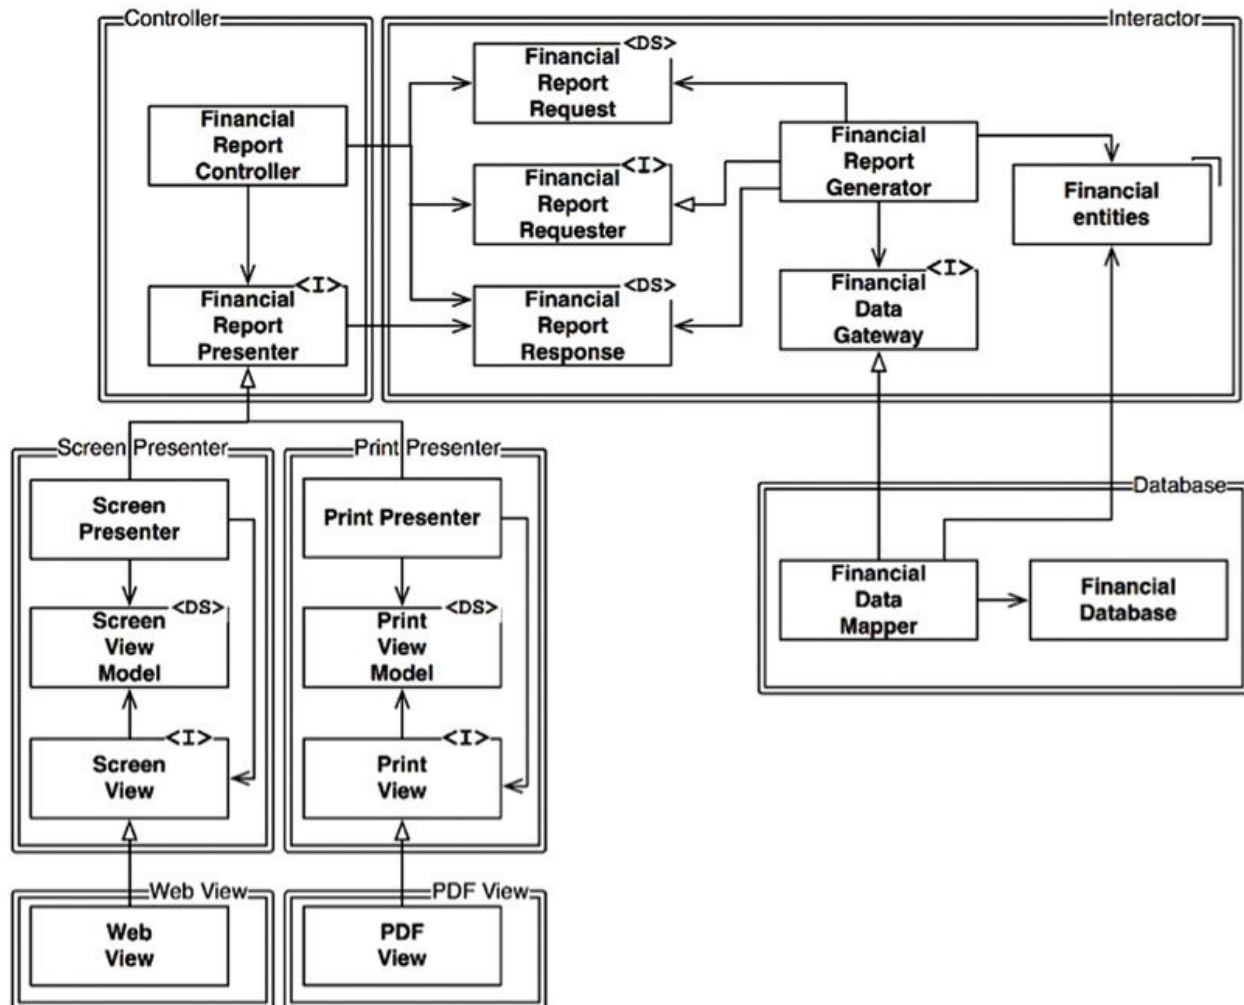 Controller
Interactor
<DS>
Financial
Report
Request
Financial
Report
Controller
Financial
Report
Generator
<I>
Financial
Report
Requester
Financial
entities
<I>
Financial
Report
Presenter
<DS>
Financial
Report
Response
<I>
Financial
Data
Gateway
Screen Presenter
Print Presenter
Database
Screen
Presenter
Print Presenter
Financial
Data
Mapper
Financial
Database
<DS>
Screen
View
Model
<DS>
Print
View
Model
<I>
Screen
View
<I>
Print
View
Web View
PDF View
Web
View
PDF
View